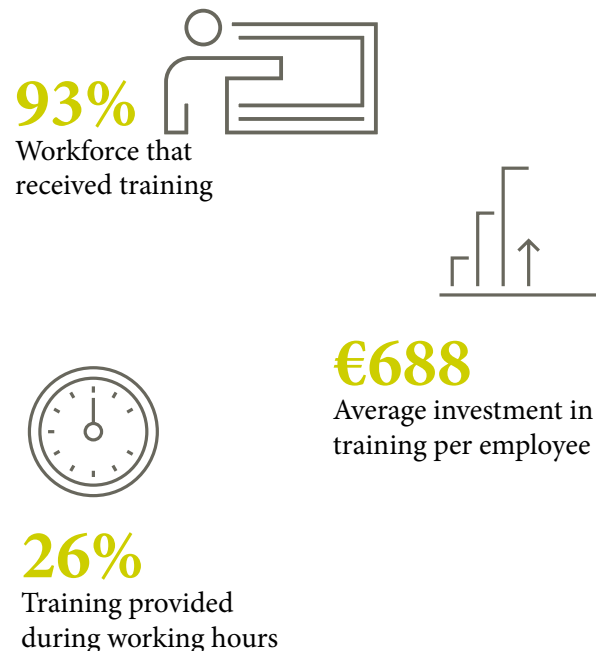 93%
Workforce that
received training
€688
Average investment in
training per employee
26%
Training provided
during working hours